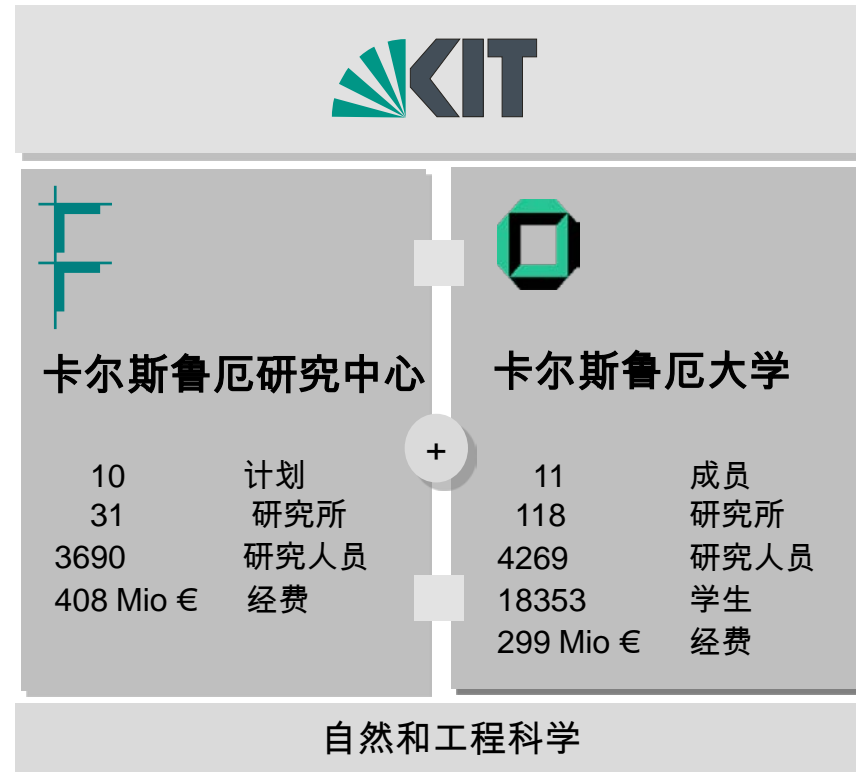 KIT
卡尔斯鲁厄研究中心
10 计划
31 研究所
3690 研究人员
408 Mio € 经费
+
卡尔斯鲁厄大学
11 成员
118 研究所
4269 研究人员
18353 学生
299 Mio € 经费
自然和工程科学